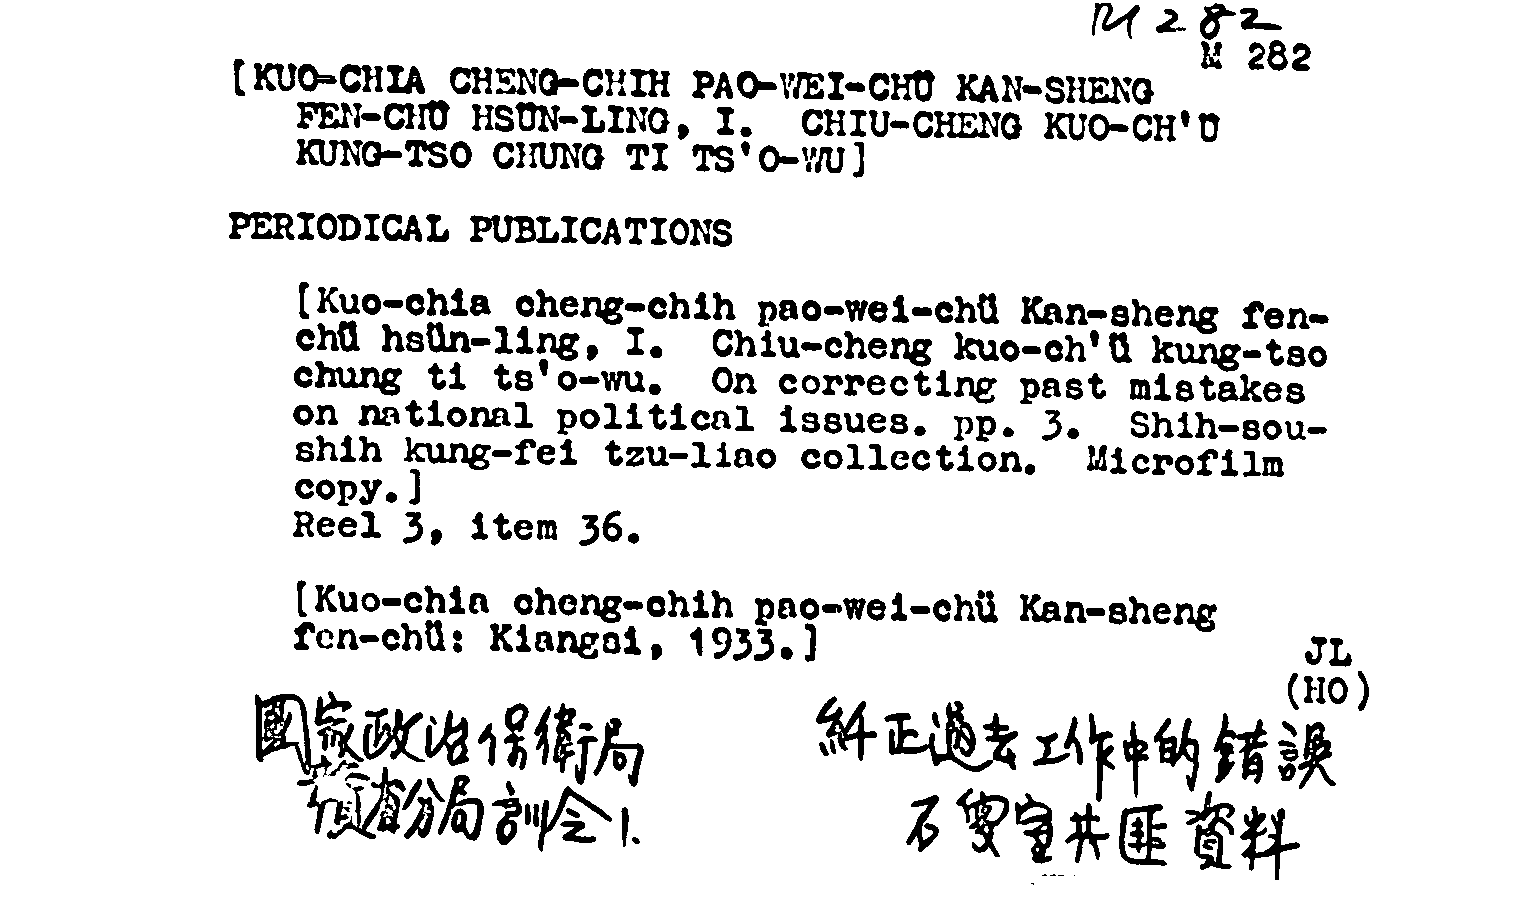 M 282
M 282
[KUO-CHIA CHENG-CHIH PAO-WEI-CHÜ KAN-SHENG
FEN-CHÜ HSÜN-LING, I. CHIU-CHENG KUO-CH'Ü
KUNG-TSO CHUNG TI TS'O-WU]
PERIODICAL PUBLICATIONS
[Kuo-chia cheng-chih pao-wei-chü Kan-sheng fen-
chü hsün-ling, I. Chiu-cheng kuo-ch'ü kung-tso
chung ti ts'o-wu. On correcting past mistakes
on national political issues. pp. 3. Shih-sou-
shih kung-fei tzu-liao collection. Microfilm
copy.]
Reel 3, item 36.
[Kuo-chia cheng-chih pao-wei-chü Kan-sheng
fen-chü: Kiangsi, 1933.]
JL
(HO)
國家政治保衛局
省分局訓令1.
糾正過去工作中的錯誤
石叟室共匪資料